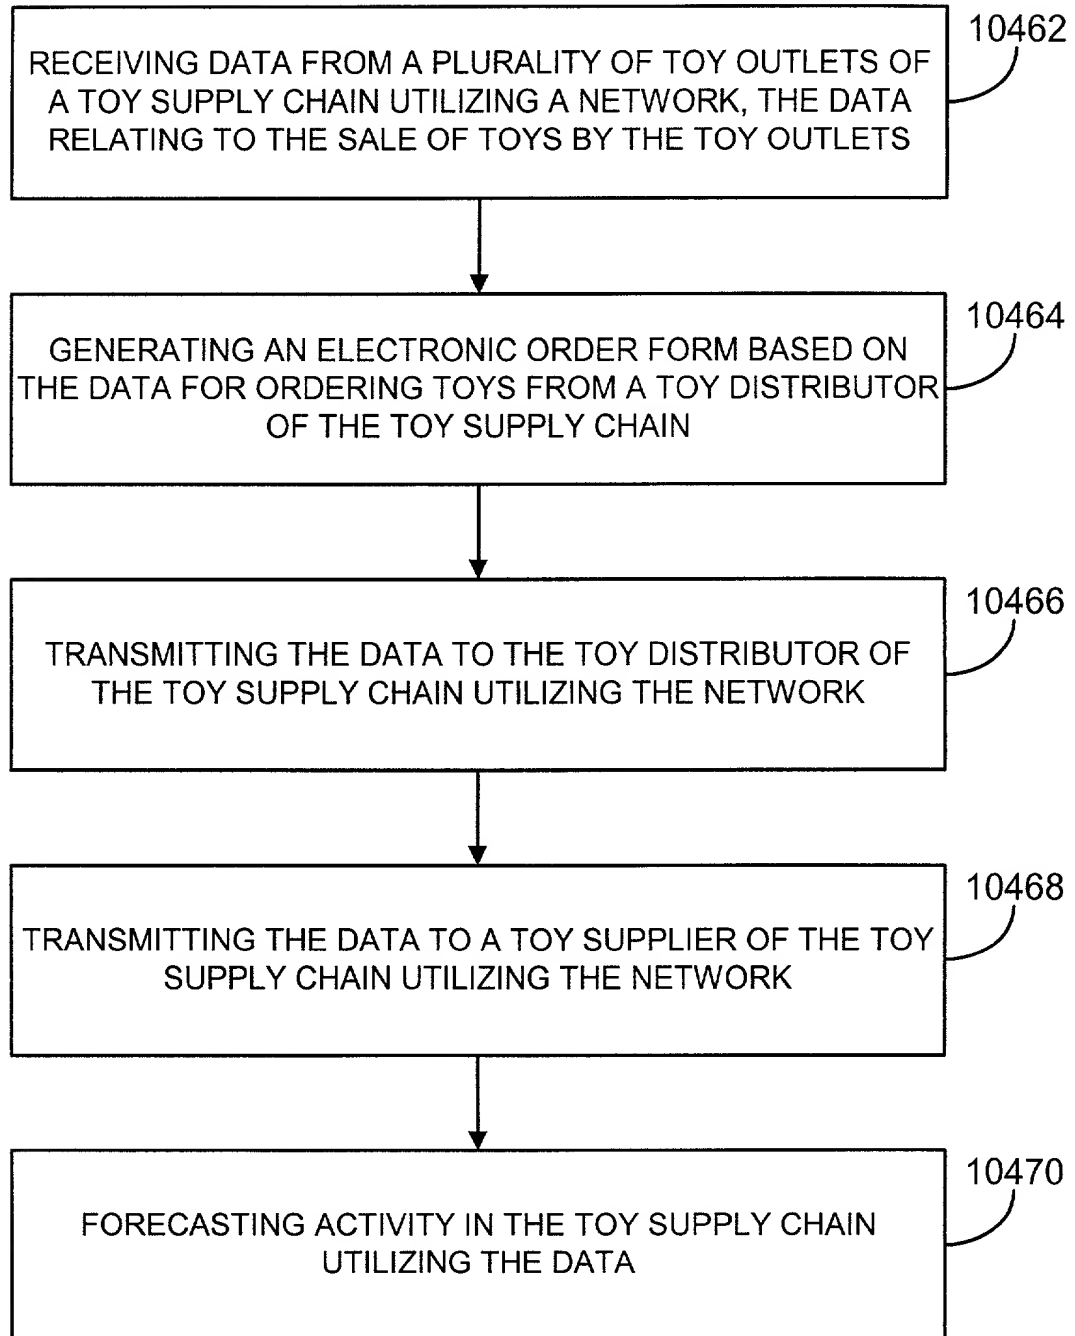 10462
RECEIVING DATA FROM A PLURALITY OF TOY OUTLETS OF
A TOY SUPPLY CHAIN UTILIZING A NETWORK, THE DATA
RELATING TO THE SALE OF TOYS BY THE TOY OUTLETS
10464
GENERATING AN ELECTRONIC ORDER FORM BASED ON
THE DATA FOR ORDERING TOYS FROM A TOY DISTRIBUTOR
OF THE TOY SUPPLY CHAIN
10466
TRANSMITTING THE DATA TO THE TOY DISTRIBUTOR OF
THE TOY SUPPLY CHAIN UTILIZING THE NETWORK
10468
TRANSMITTING THE DATA TO A TOY SUPPLIER OF THE TOY
SUPPLY CHAIN UTILIZING THE NETWORK
10470
FORECASTING ACTIVITY IN THE TOY SUPPLY CHAIN
UTILIZING THE DATA